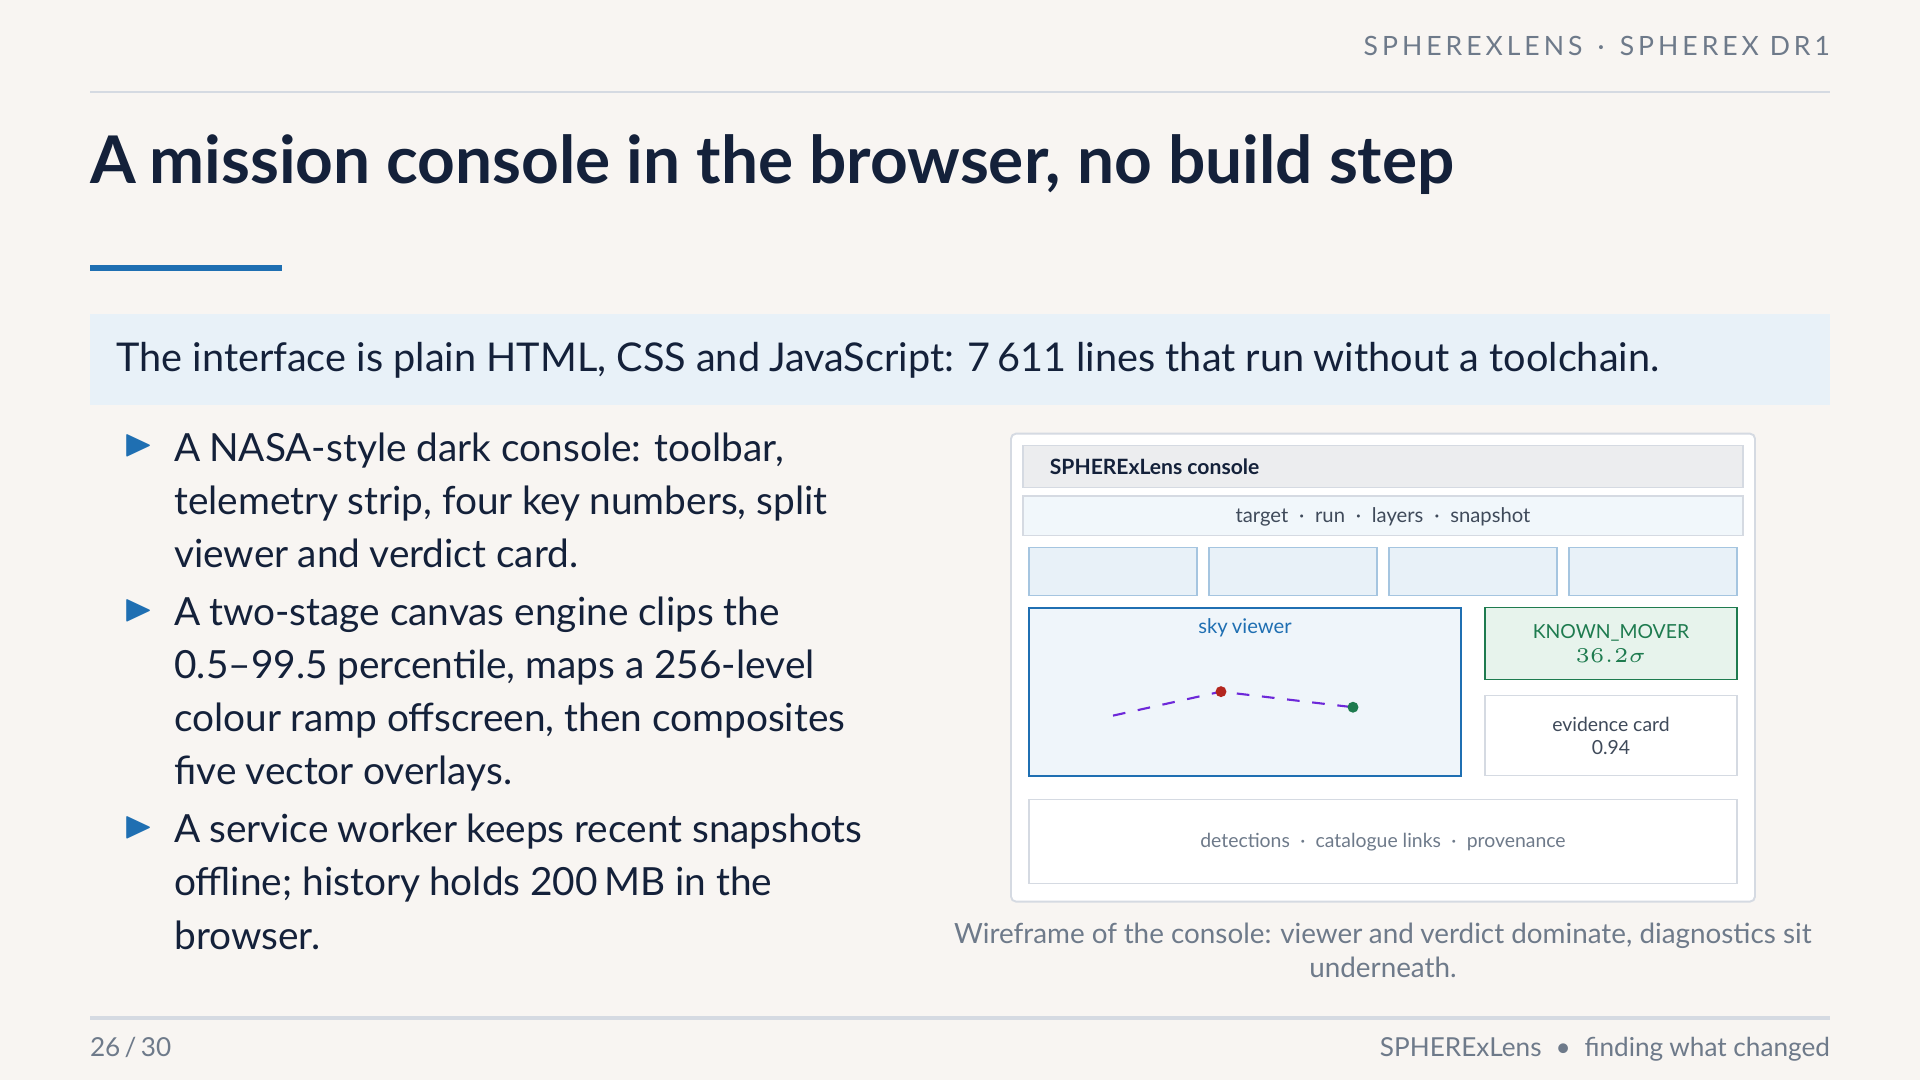 SPHEREXLENS · SPHEREX DR1
A mission console in the browser, no build step
The interface is plain HTML, CSS and JavaScript: 7 611 lines that run without a toolchain.
A NASA-style dark console: toolbar,
telemetry strip, four key numbers, split
viewer and verdict card.
A two-stage canvas engine clips the
0.5–99.5 percentile, maps a 256-level
colour ramp offscreen, then composites
five vector overlays.
A service worker keeps recent snapshots
offline; history holds 200 MB in the
browser.
SPHERExLens console
target · run · layers · snapshot
sky viewer
KNOWN_MOVER
36.2σ
evidence card
0.94
detections · catalogue links · provenance
Wireframe of the console: viewer and verdict dominate, diagnostics sit
underneath.
26 / 30
SPHERExLens • finding what changed